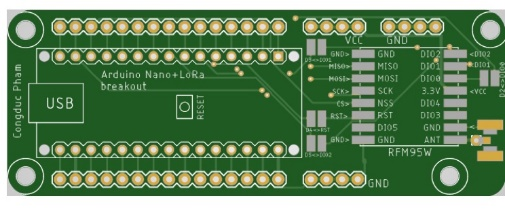 VCC
GND
Arduino Nano+LoRa
breakout
Congduc Pham
USB
RESET
D5<>DIO1
D4<>RST
D3<>DIO2
GND>
MISO>
MOSI>
SCK>
CS>
RST>
GND>
GND
MISO
MOSI
SCK
NSS
RST
DIO5
GND
DIO2
DIO1
DIO0
3.3V
DIO4
DIO3
GND
ANT
<DIO2
DIO1
<VCC
D2<>DIO0
RFM95W
GND